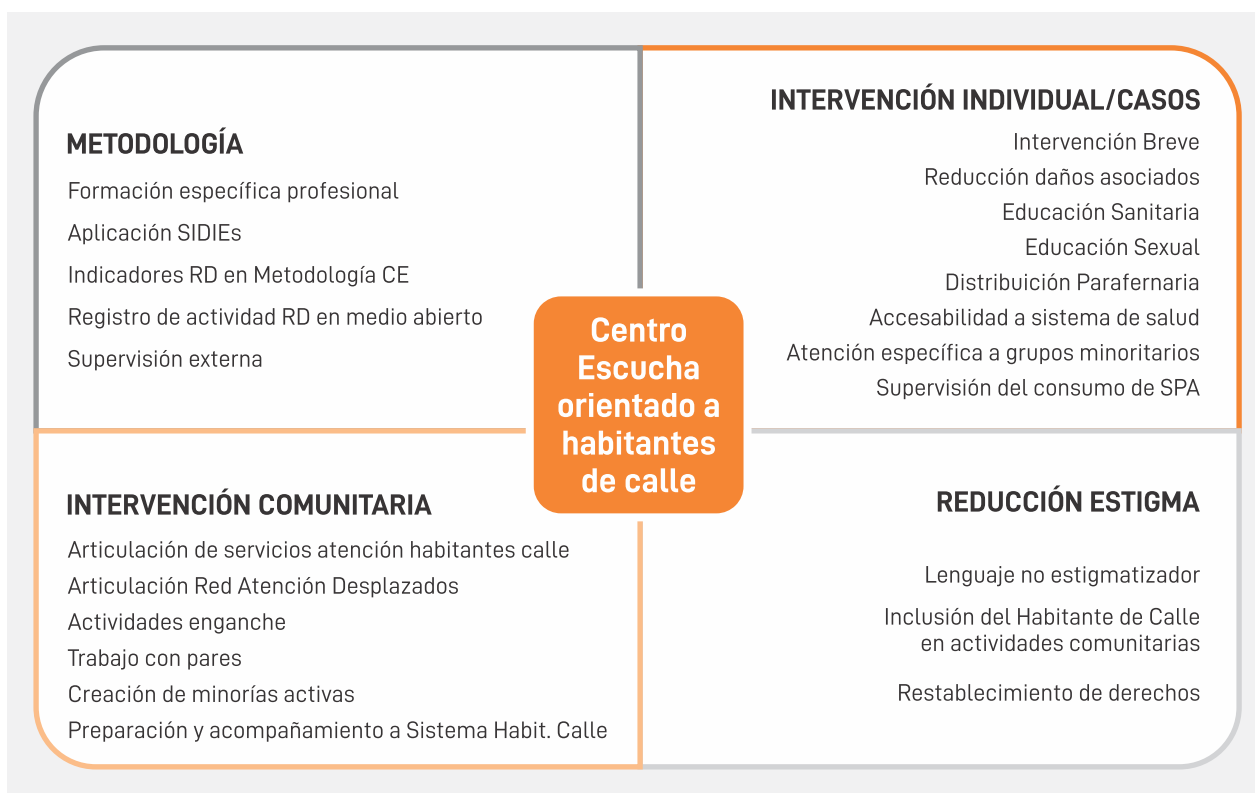 METODOLOGÍA
Formación específica profesional
Aplicación SIDIEs
Indicadores RD en Metodología CE
Registro de actividad RD en medio abierto
Supervisión externa
INTERVENCIÓN INDIVIDUAL/CASOS
Intervención Breve
Reducción daños asociados
Educación Sanitaria
Educación Sexual
Distribuición Parafernaria
Accesabilidad a sistema de salud
Atención específica a grupos minoritarios
Supervisión del consumo de SPA
Centro
Escucha
orientado a
habitantes
de calle
INTERVENCIÓN COMUNITARIA
Articulación de servicios atención habitantes calle
Articulación Red Atención Desplazados
Actividades enganche
Trabajo con pares
Creación de minorías activas
Preparación y acompañamiento a Sistema Habit. Calle
REDUCCIÓN ESTIGMA
Lenguaje no estigmatizador
Inclusión del Habitante de Calle
en actividades comunitarias
Restablecimiento de derechos